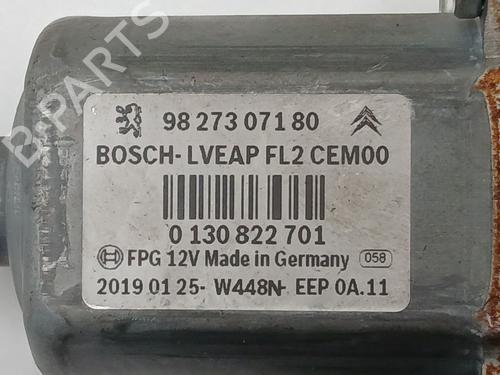 B-PARTS
98 273 071 80
BOSCH- LVEAP FL2 CEM00
0 130 822 701
FPG 12V Made in Germany 058
2019 01 25- W448N- EEP 0A.11